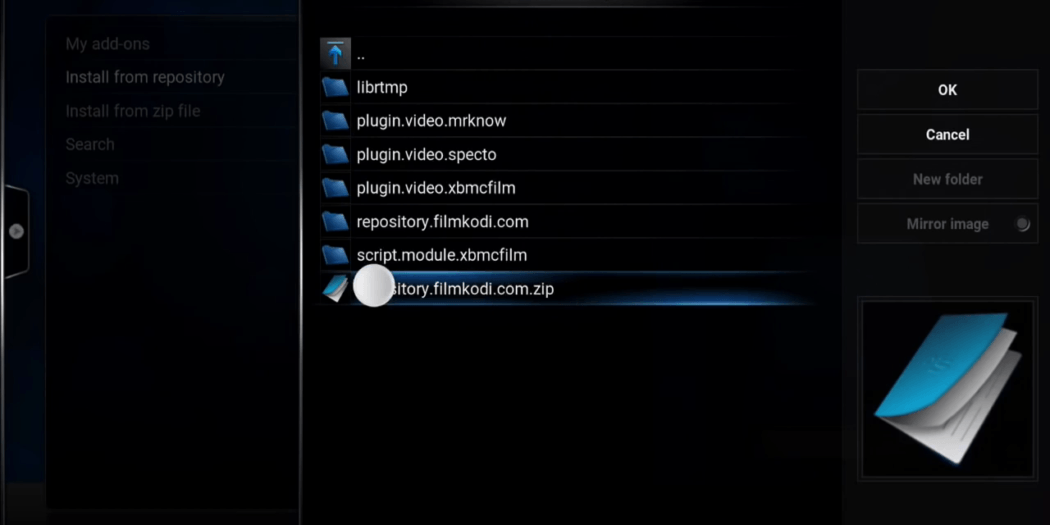 My add-ons
Install from repository
Install from zip file
Search
System
..
librtmp
plugin.video.mrknow
plugin.video.specto
plugin.video.xbmcfilm
repository.filmkodi.com
script.module.xbmcfilm
sitory.filmkodi.com.zip
OK
Cancel
New folder
Mirror image